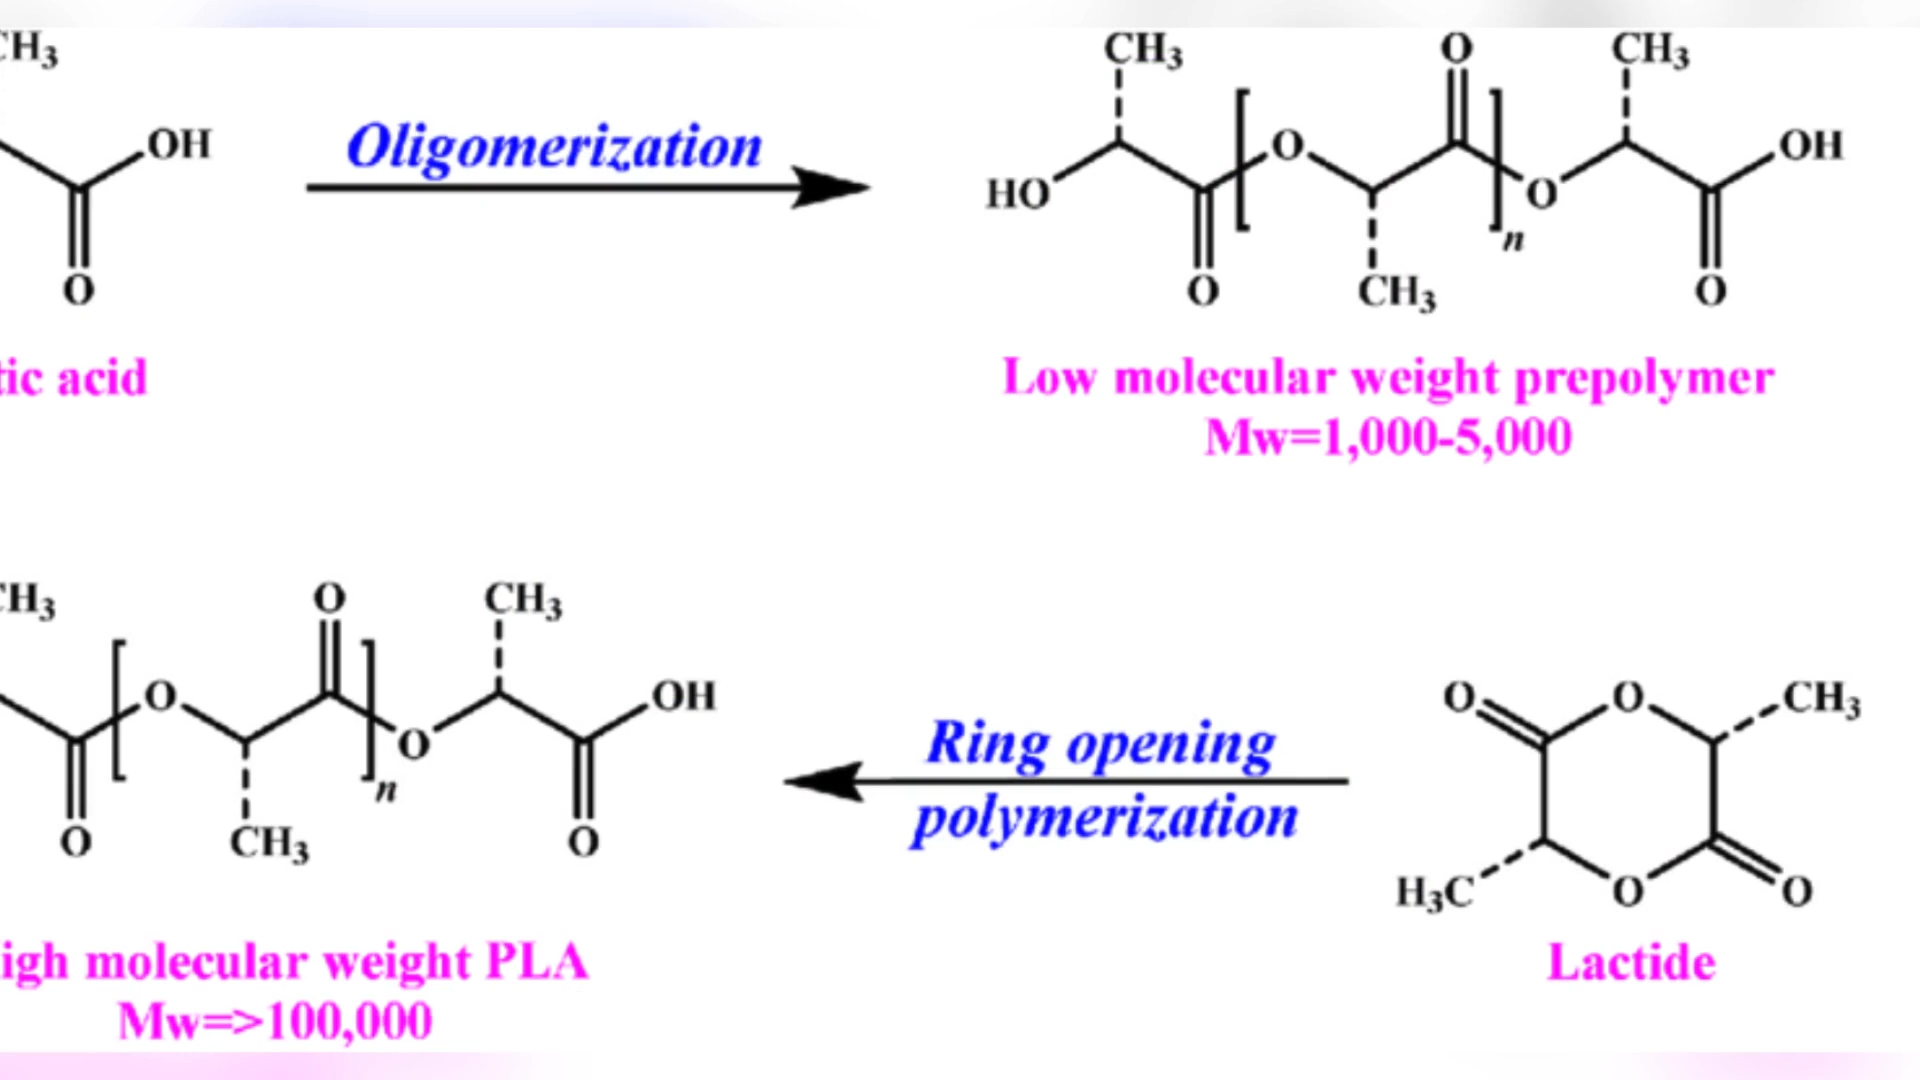 CH₃ CH₃ O CH₃
OH Oligomerization HO O n O OH
O O CH₃ O
tic acid Low molecular weight prepolymer
Mw=1,000-5,000
CH₃ O CH₃
O n O OH Ring opening O O CH₃
O CH₃ O polymerization H₃C O O
igh molecular weight PLA Lactide
Mw=>100,000